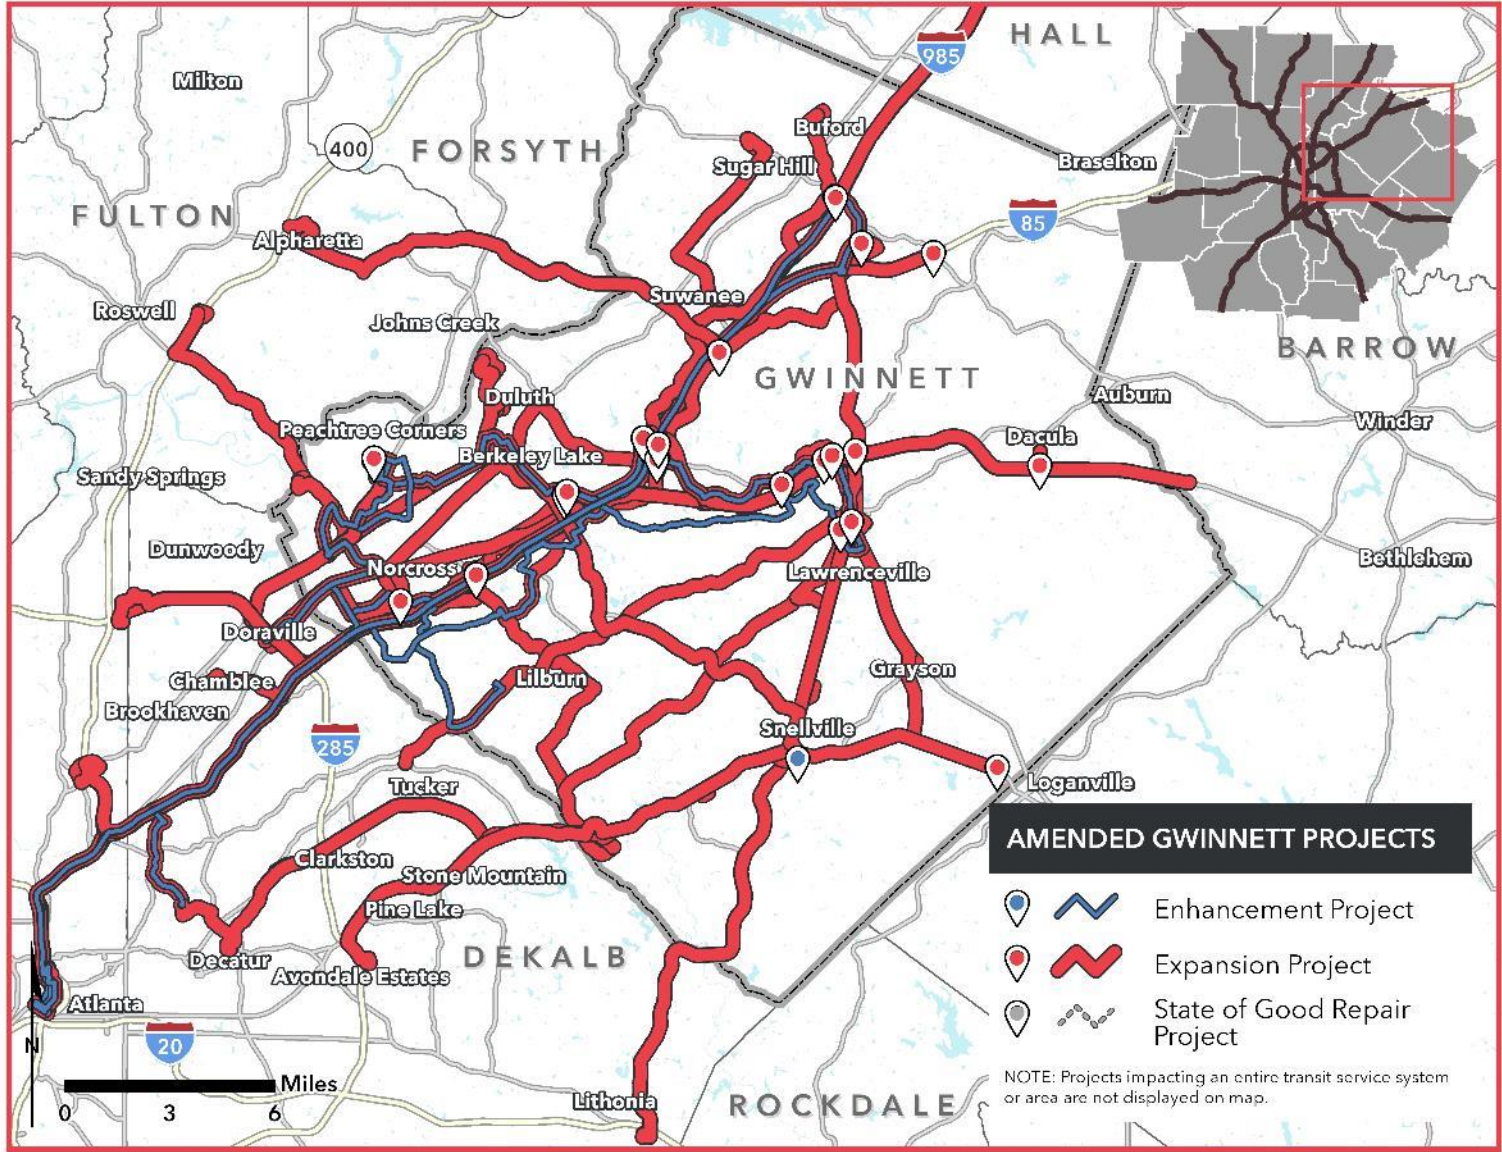 HALL
985
Milton
Buford
400
FORSYTH
Sugar Hill
Braselton
FULTON
85
Alpharetta
Suwanee
Roswell
Johns Creek
BARROW
GWINNETT
Duluth
Auburn
Winder
Peachtree Corners
Dacula
Berkeley Lake
Sandy Springs
Dunwoody
Bethlehem
Norcross
Lawrenceville
Doraville
Grayson
Lilburn
Chamblee
Brookhaven
Snellville
285
Tucker
Loganville
AMENDED GWINNETT PROJECTS
Clarkston
Stone Mountain
Enhancement Project
Pine Lake
DEKALB
Decatur
Expansion Project
Avondale Estates
Atlanta
State of Good Repair
Project
N
20
NOTE: Projects impacting an entire transit service system
or area are not displayed on map.
Miles
0 3 6
Lithonia
ROCKDALE